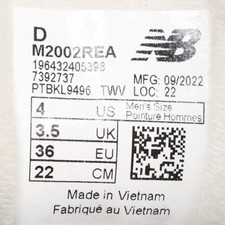 D
M2002REA
196432405398
7392737 MFG: 09/2022
PTBKL9496 TWV LOC: 22
4 US Men's Size
Pointure Hommes
3.5 UK
36 EU
22 CM
Made in Vietnam
Fabriqué au Vietnam